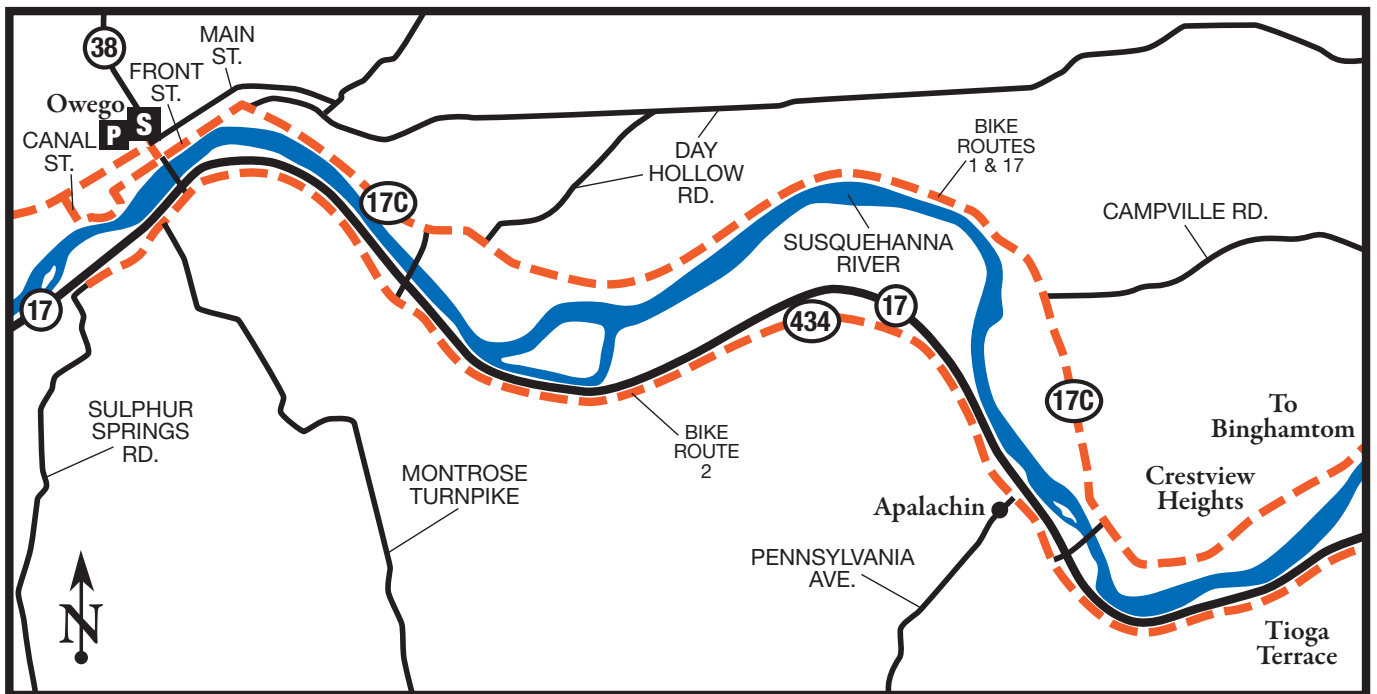 38
MAIN
ST.
FRONT
ST.
Owego
P
S
CANAL
ST.
17C
DAY
HOLLOW
RD.
BIKE
ROUTES
1 & 17
CAMPVILLE RD.
SUSQUEHANNA
RIVER
17
434
17
SULPHUR
SPRINGS
RD.
MONTROSE
TURNPIKE
BIKE
ROUTE
2
17C
To
Binghamtom
Crestview
Heights
Apalachin
PENNSYLVANIA
AVE.
Tioga
Terrace
N